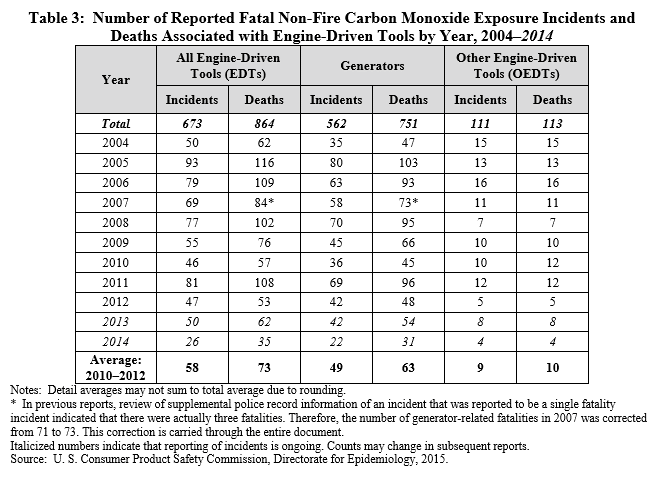 Table 3:  Number of Reported Fatal Non-Fire Carbon Monoxide Exposure Incidents and
Deaths Associated with Engine-Driven Tools by Year, 2004–2014
Year All Engine-Driven Tools (EDTs) Generators Other Engine-Driven Tools (OEDTs)
Incidents Deaths Incidents Deaths Incidents Deaths
Total 673 864 562 751 111 113
2004 50 62 35 47 15 15
2005 93 116 80 103 13 13
2006 79 109 63 93 16 16
2007 69 84* 58 73* 11 11
2008 77 102 70 95 7 7
2009 55 76 45 66 10 10
2010 46 57 36 45 10 12
2011 81 108 69 96 12 12
2012 47 53 42 48 5 5
2013 50 62 42 54 8 8
2014 26 35 22 31 4 4
Average: 2010–2012 58 73 49 63 9 10
Notes:  Detail averages may not sum to total average due to rounding.
*  In previous reports, review of supplemental police record information of an incident that was reported to be a single fatality
incident indicated that there were actually three fatalities. Therefore, the number of generator-related fatalities in 2007 was corrected
from 71 to 73. This correction is carried through the entire document.
Italicized numbers indicate that reporting of incidents is ongoing. Counts may change in subsequent reports.
Source:  U. S. Consumer Product Safety Commission, Directorate for Epidemiology, 2015.